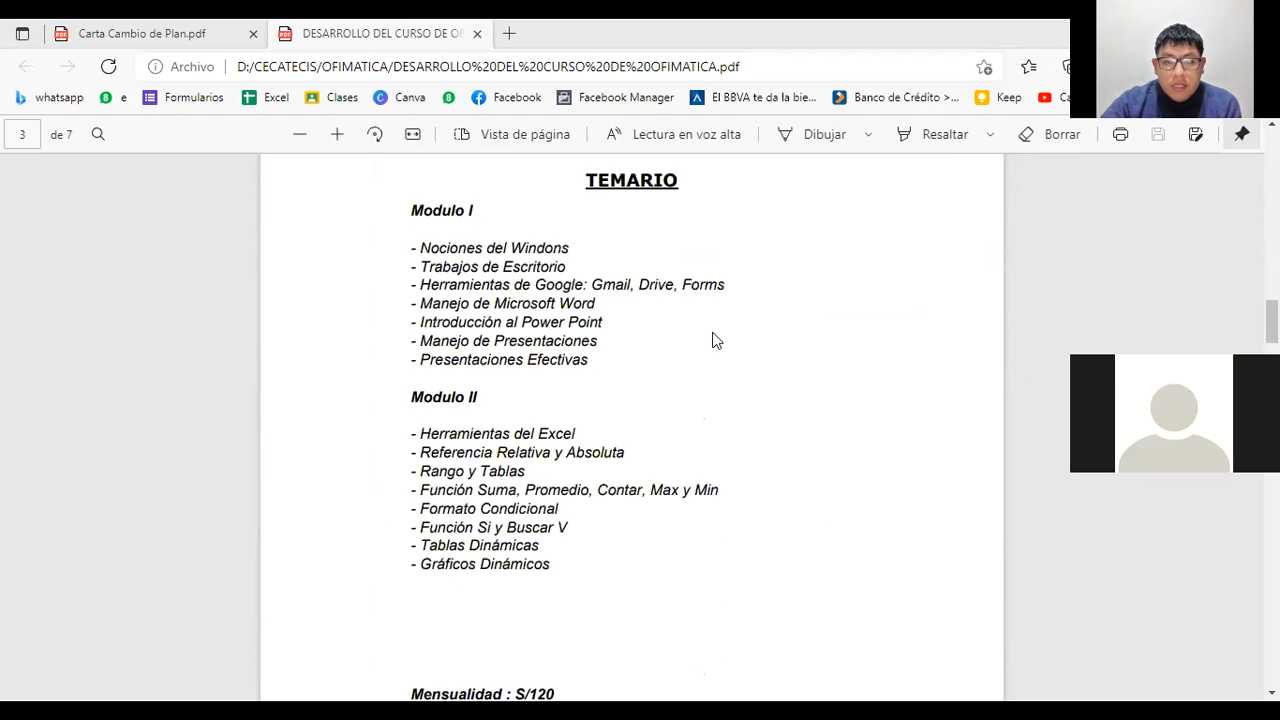 Carta Cambio de Plan.pdf
DESARROLLO DEL CURSO DE OF
Archivo
D:/CECATECIS/OFIMATICA/DESARROLLO%20DEL%20CURSO%20DE%20OFIMATICA.pdf
whatsapp
e
Formularios
Excel
Clases
Canva
Facebook
Facebook Manager
El BBVA te da la bie...
Banco de Crédito >...
Keep
3
de 7
Vista de página
Lectura en voz alta
Dibujar
Resaltar
Borrar
TEMARIO
Modulo I
- Nociones del Windons
- Trabajos de Escritorio
- Herramientas de Google: Gmail, Drive, Forms
- Manejo de Microsoft Word
- Introducción al Power Point
- Manejo de Presentaciones
- Presentaciones Efectivas
Modulo II
- Herramientas del Excel
- Referencia Relativa y Absoluta
- Rango y Tablas
- Función Suma, Promedio, Contar, Max y Min
- Formato Condicional
- Función Si y Buscar V
- Tablas Dinámicas
- Gráficos Dinámicos
Mensualidad : S/120